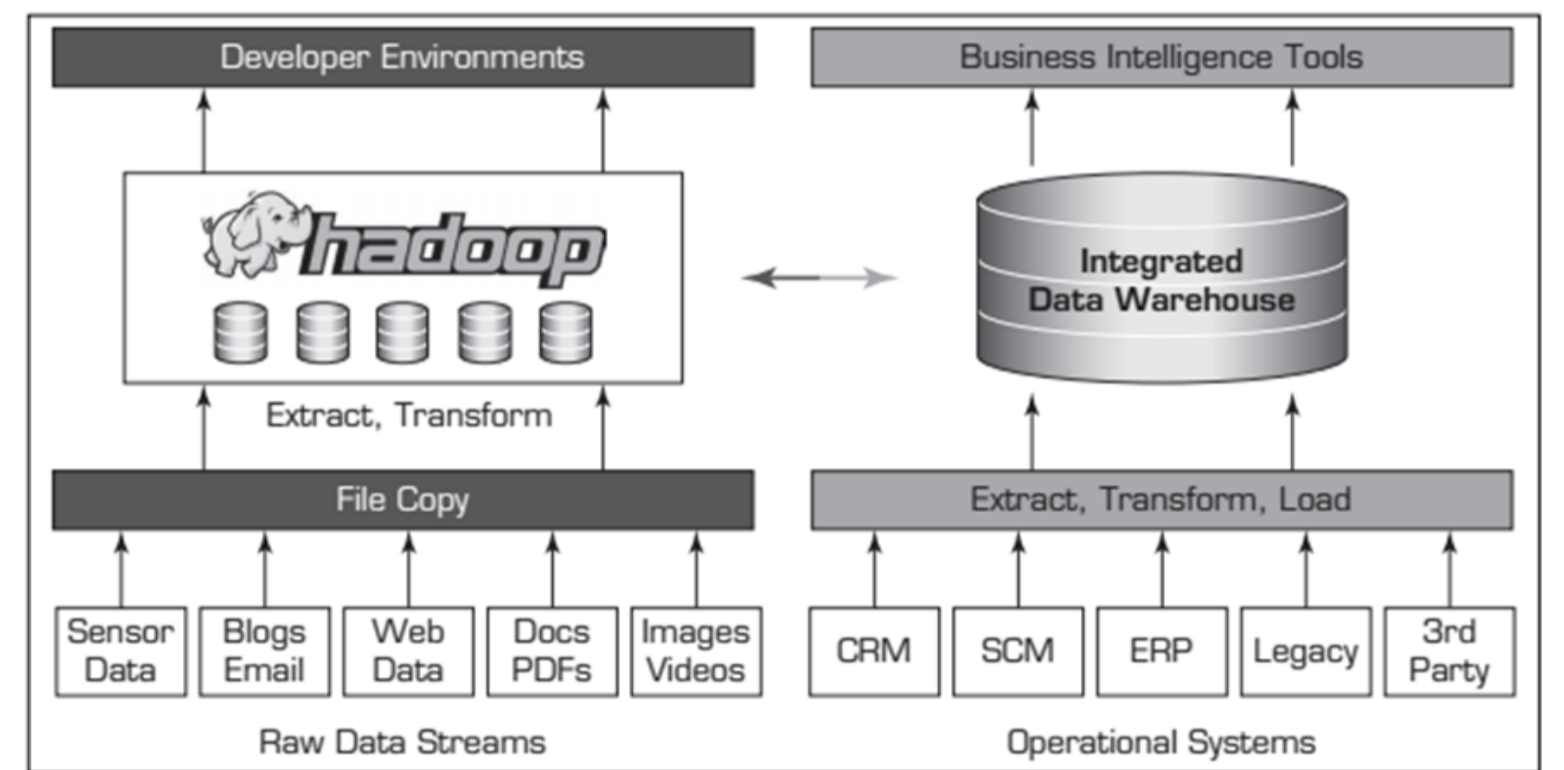 Developer Environments
Business Intelligence Tools
hadoop
Integrated
Data Warehouse
Extract, Transform
File Copy
Extract, Transform, Load
Sensor
Data
Blogs
Email
Web
Data
Docs
PDFs
Images
Videos
CRM
SCM
ERP
Legacy
3rd
Party
Raw Data Streams
Operational Systems